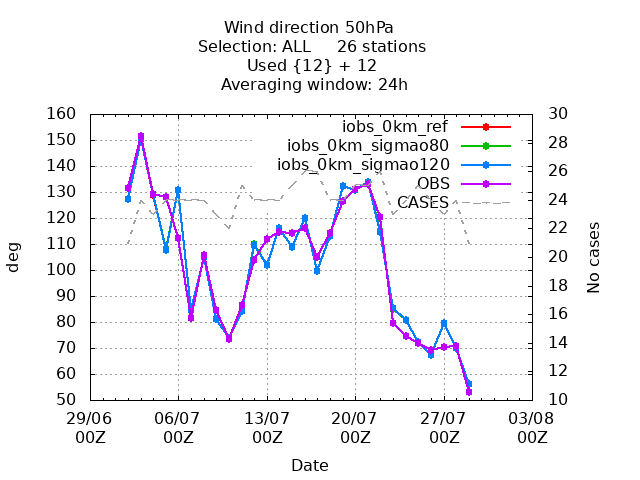 Wind direction 50hPa
Selection: ALL 26 stations
Used {12} + 12
Averaging window: 24h
160 30
150 28
140 26
130 24
120 22
110 20
100 18
90 16
80 14
70 12
60 10
50
iobs_0km_ref
iobs_0km_sigmao80
iobs_0km_sigmao120
OBS
CASES
deg
No cases
29/06 06/07 13/07 20/07 27/07 03/08
00Z 00Z 00Z 00Z 00Z 00Z
Date